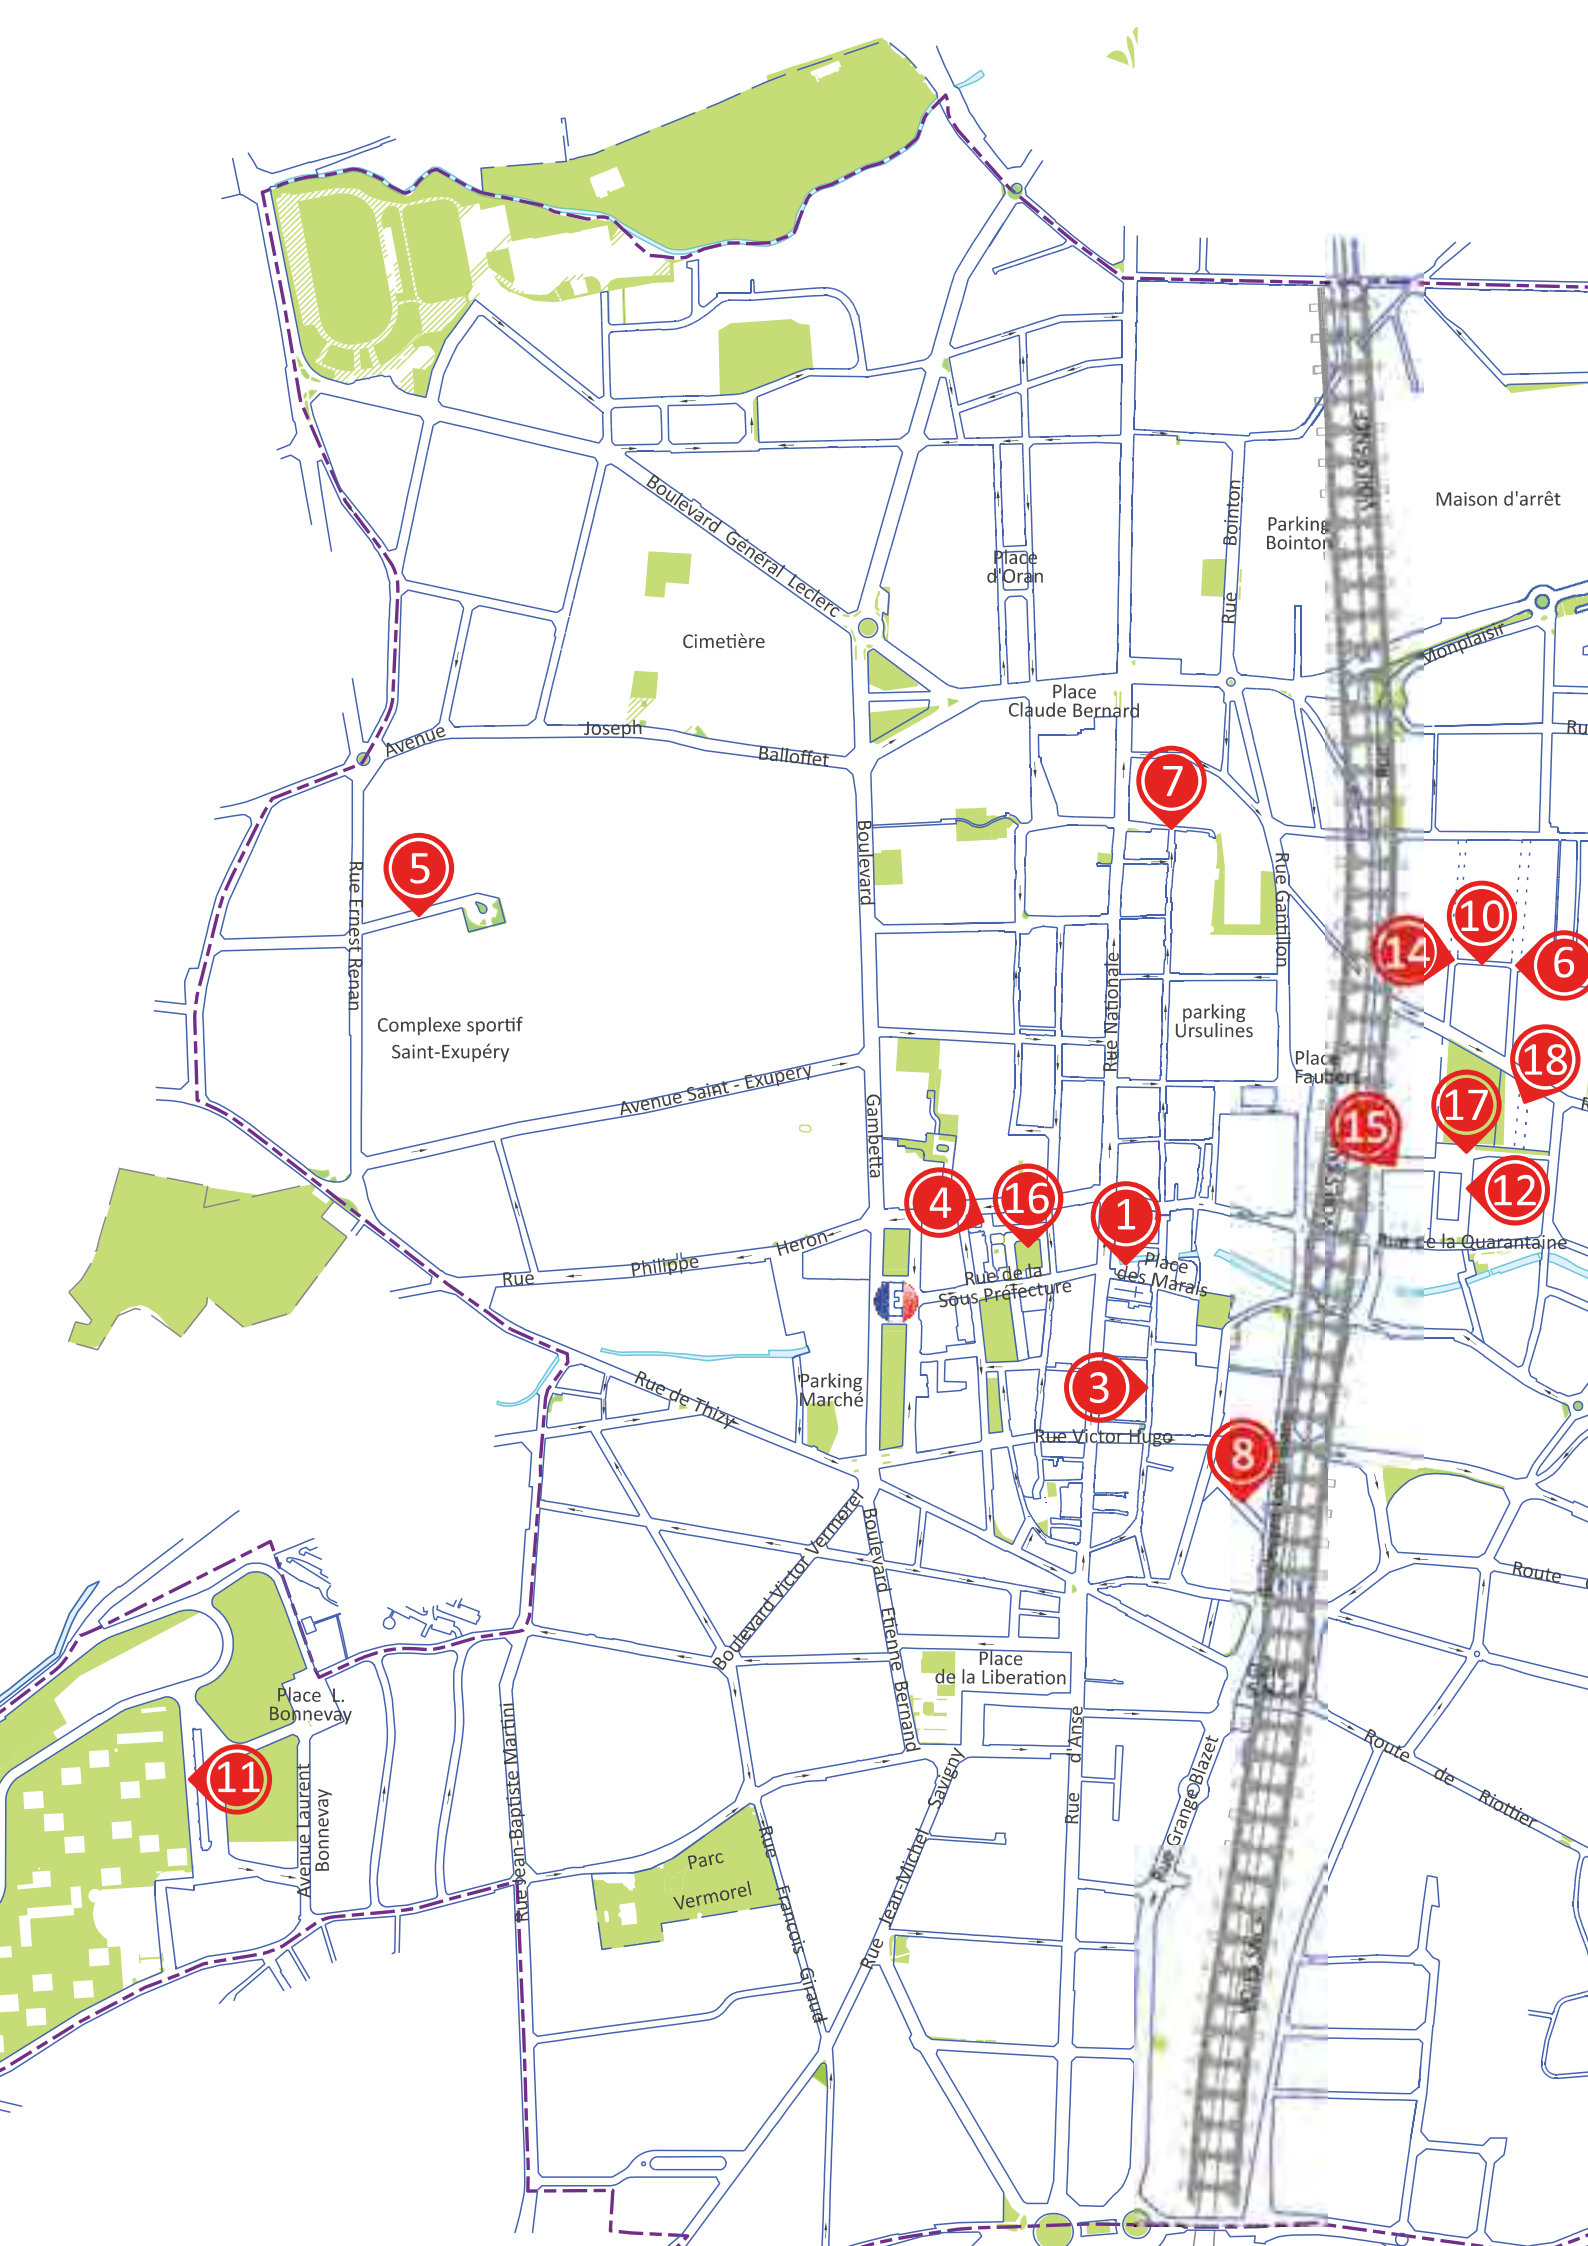 Maison d'arrêt
Boulevard Général Leclerc
Rue Bointon
Parking
Bointon
Place
d'Oran
Cimetière
Monplaisir
Place
Claude Bernard
Avenue Joseph Balloffet
Ru
7
5
Rue Ernest Renan
Boulevard
Gambetta
Rue Gantillon
10
14
6
Rue Nationale
Complexe sportif
Saint-Exupéry
parking
Ursulines
Place
Faubert
18
Avenue Saint - Exupery
17
15
4
16
1
12
Rue de la Quarantaine
Rue Philippe Heron
Place
des Marais
Rue de la
Sous Préfecture
E
Parking
Marché
3
Rue de Thizy
Rue Victor Hugo
8
Boulevard Victor Vermorel
Boulevard Etienne Bernand
Route
Place
de la Liberation
Place L.
Bonnevay
11
Avenue Laurent
Bonnevay
Rue Jean-Baptiste Martini
Rue d'Anse
Rue Grange Blazet
Route de Riottier
Rue Jean-Michel Savigny
Parc
Vermorel
Rue Francois Giraud